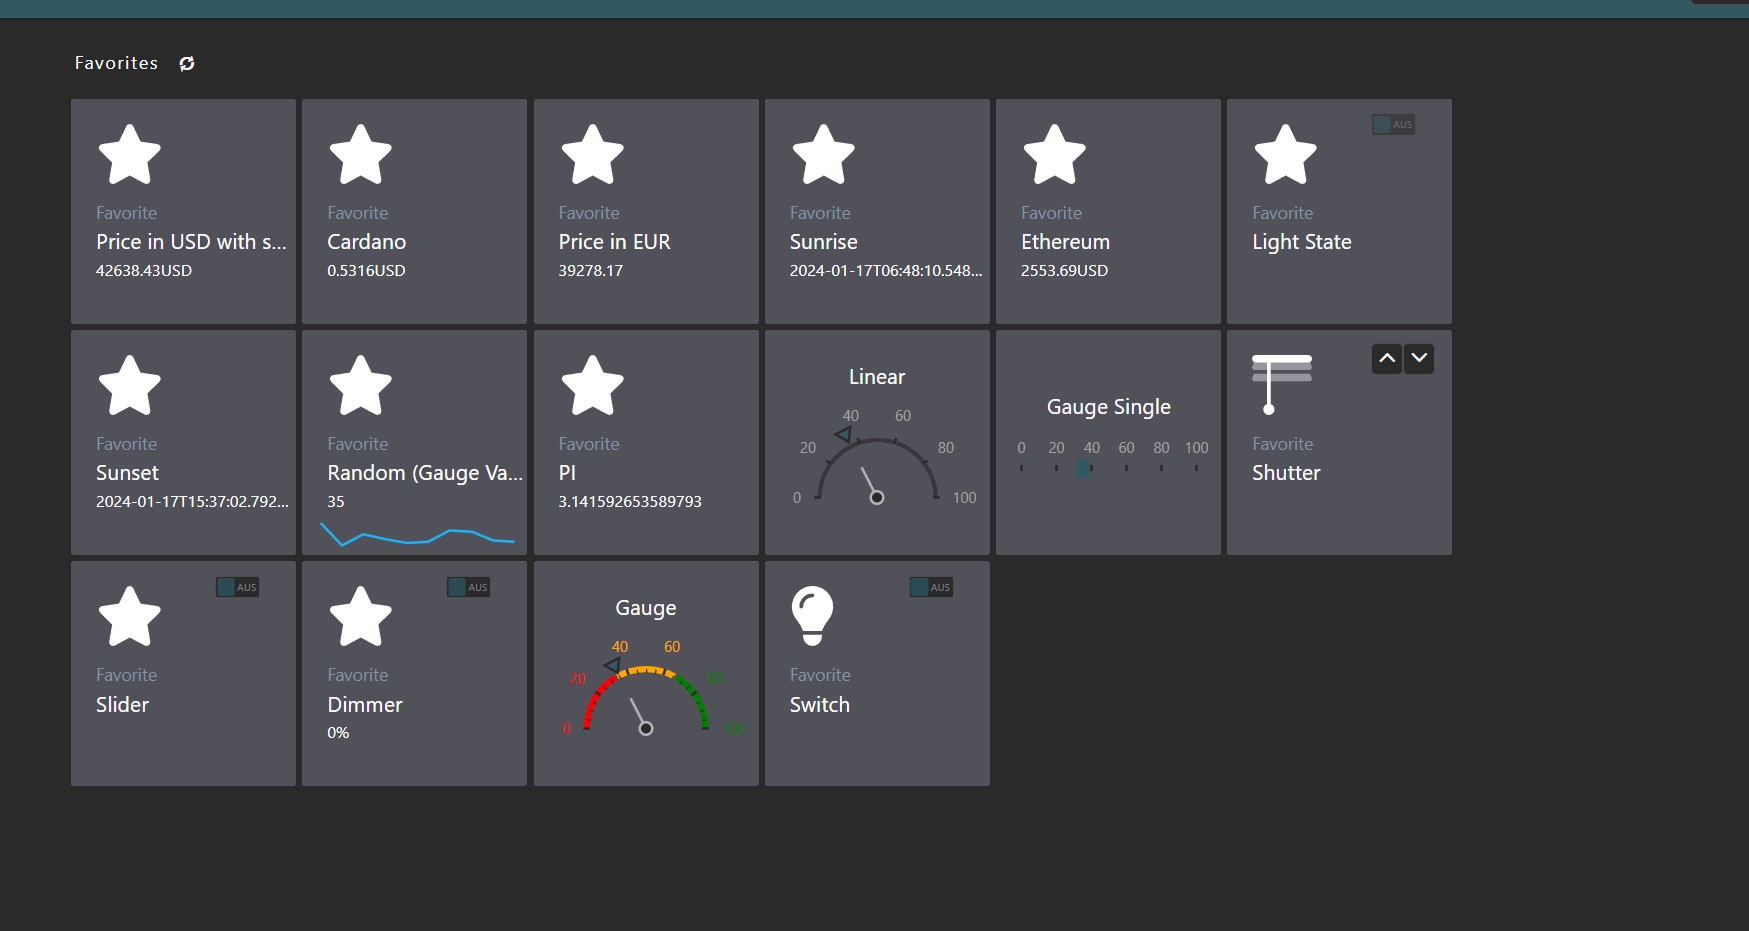 Favorites
Favorite
Price in USD with s...
42638.43USD
Favorite
Cardano
0.5316USD
Favorite
Price in EUR
39278.17
Favorite
Sunrise
2024-01-17T06:48:10.548...
Favorite
Ethereum
2553.69USD
AUS
Favorite
Light State
Favorite
Sunset
2024-01-17T15:37:02.792...
Favorite
Random (Gauge Va...
35
Favorite
PI
3.141592653589793
Linear
40 60
20 80
0 100
Gauge Single
0 20 40 60 80 100
Favorite
Shutter
AUS
Favorite
Slider
AUS
Favorite
Dimmer
0%
Gauge
40 60
20 80
0 100
AUS
Favorite
Switch